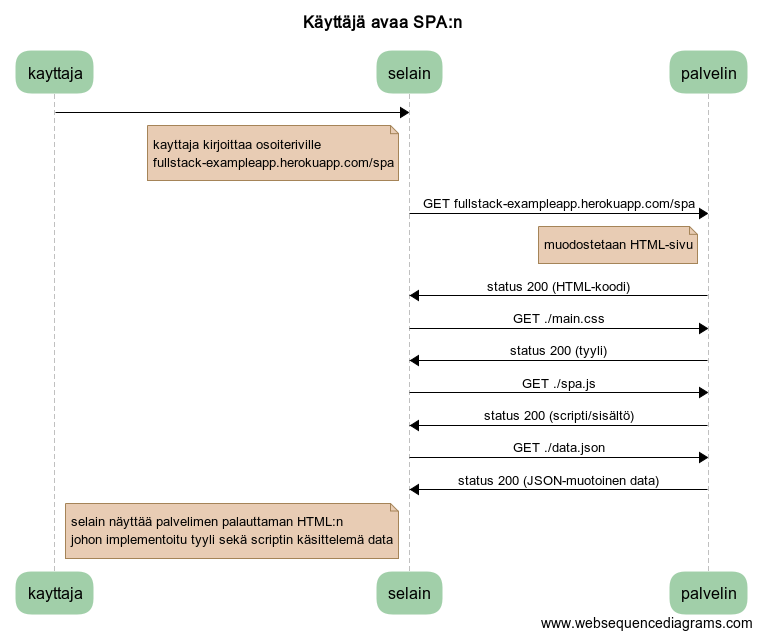 Käyttäjä avaa SPA:n
kayttaja
selain
palvelin
kayttaja kirjoittaa osoiteriville
fullstack-exampleapp.herokuapp.com/spa
GET fullstack-exampleapp.herokuapp.com/spa
muodostetaan HTML-sivu
status 200 (HTML-koodi)
GET ./main.css
status 200 (tyyli)
GET ./spa.js
status 200 (scripti/sisältö)
GET ./data.json
status 200 (JSON-muotoinen data)
selain näyttää palvelimen palauttaman HTML:n
johon implementoitu tyyli sekä scriptin käsittelemä data
kayttaja
selain
palvelin
www.websequencediagrams.com